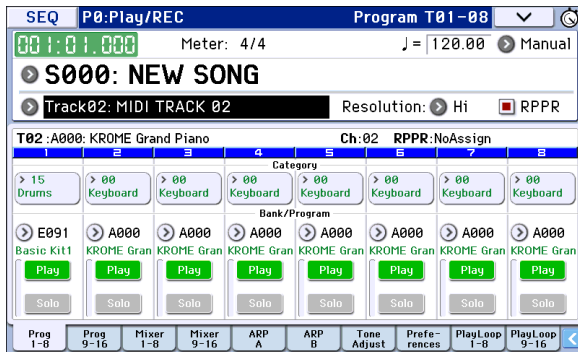 SEQ P0:Play/REC Program T01-08
001:01.000 Meter: 4/4 ♩= 120.00 Manual
S000: NEW SONG
Track02: MIDI TRACK 02 Resolution: Hi RPPR
T02 :A000: KROME Grand Piano Ch:02 RPPR:NoAssign
1 2 3 4 5 6 7 8
Category
> 15 > 00 > 00 > 00 > 00 > 00 > 00 > 00
Drums Keyboard Keyboard Keyboard Keyboard Keyboard Keyboard Keyboard
Bank/Program
E091 A000 A000 A000 A000 A000 A000 A000
Basic Kit1 KROME Gran KROME Gran KROME Gran KROME Gran KROME Gran KROME Gran KROME Gran
Play Play Play Play Play Play Play Play
Solo Solo Solo Solo Solo Solo Solo Solo
Prog Prog Mixer Mixer ARP ARP Tone Prefe- PlayLoop PlayLoop
1-8 9-16 1-8 9-16 A B Adjust rences 1-8 9-16